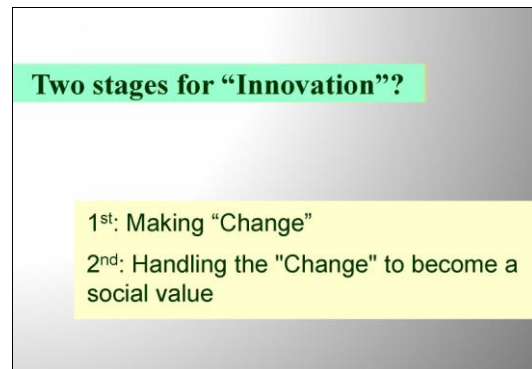 Two stages for “Innovation”?
1st: Making “Change”
2nd: Handling the "Change" to become a
social value